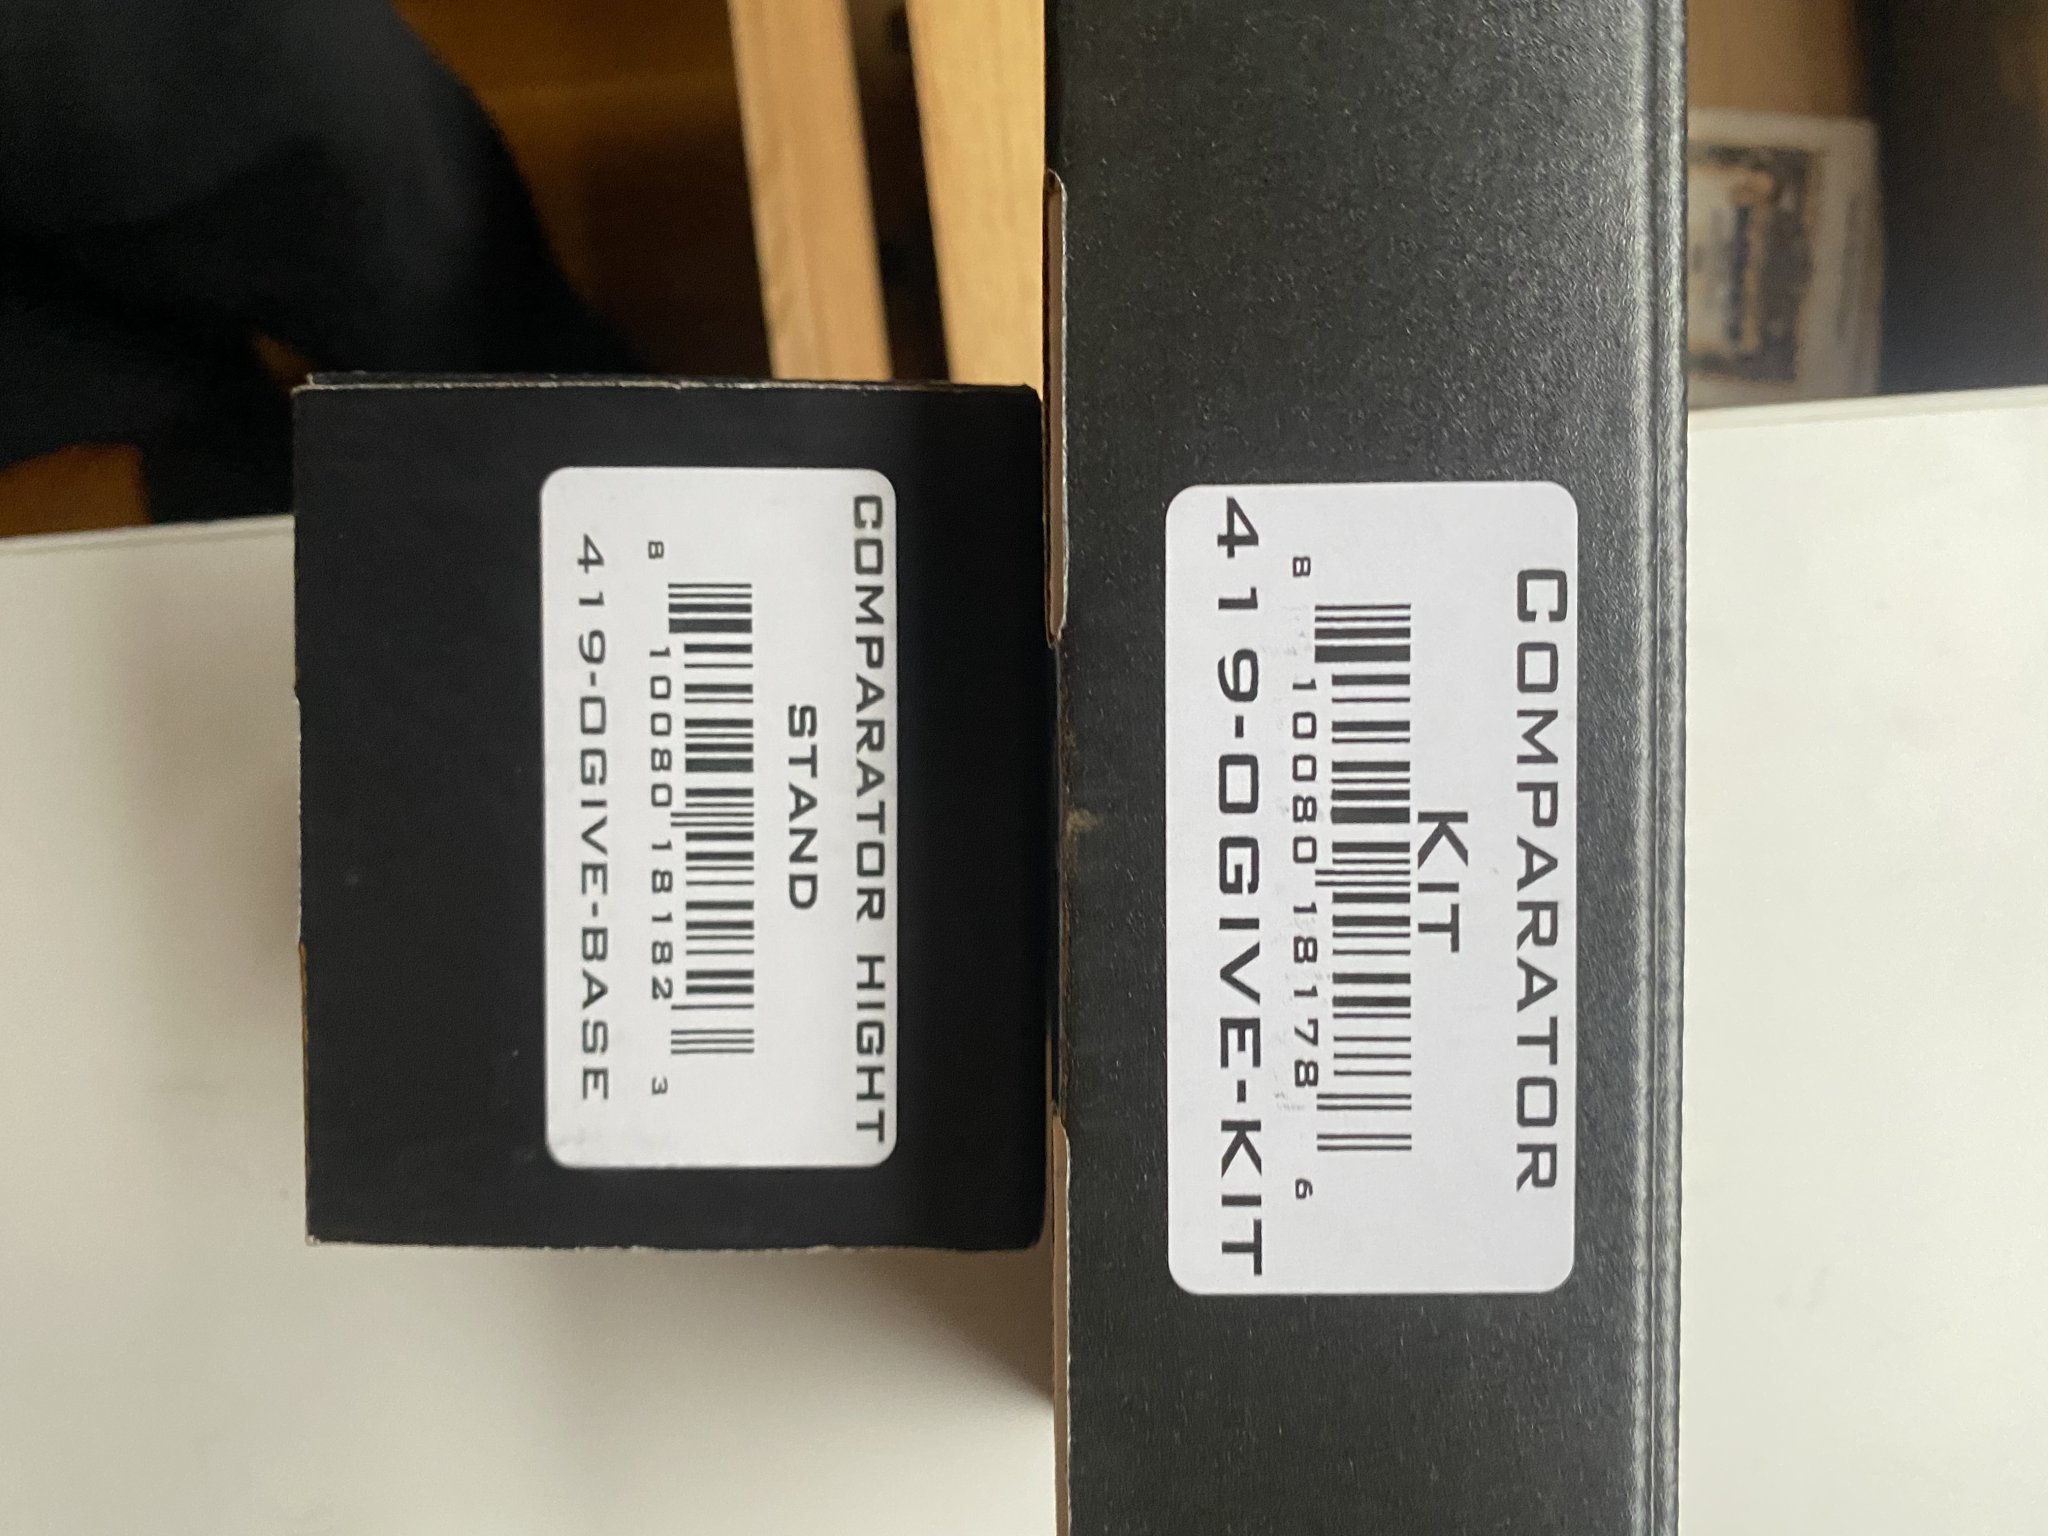 COMPARATOR HIGHT
STAND
8 10080 18182 3
419-OGIVE-BASE
COMPARATOR
KIT
8 10080 18178 6
419-OGIVE-KIT